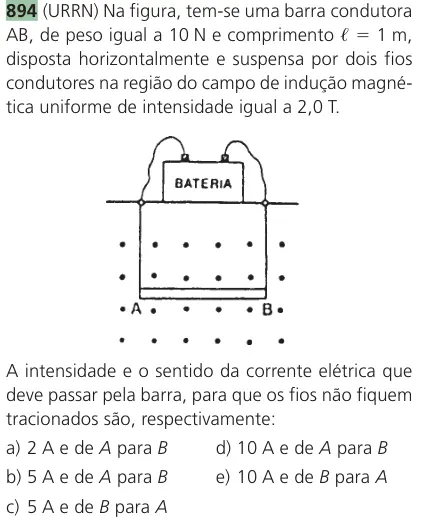 894 (URRN) Na figura, tem-se uma barra condutora
AB, de peso igual a 10 N e comprimento ℓ = 1 m,
disposta horizontalmente e suspensa por dois fios
condutores na região do campo de indução magné-
tica uniforme de intensidade igual a 2,0 T.
BATERIA
A B
A intensidade e o sentido da corrente elétrica que
deve passar pela barra, para que os fios não fiquem
tracionados são, respectivamente:
a) 2 A e de A para B d) 10 A e de A para B
b) 5 A e de A para B e) 10 A e de B para A
c) 5 A e de B para A